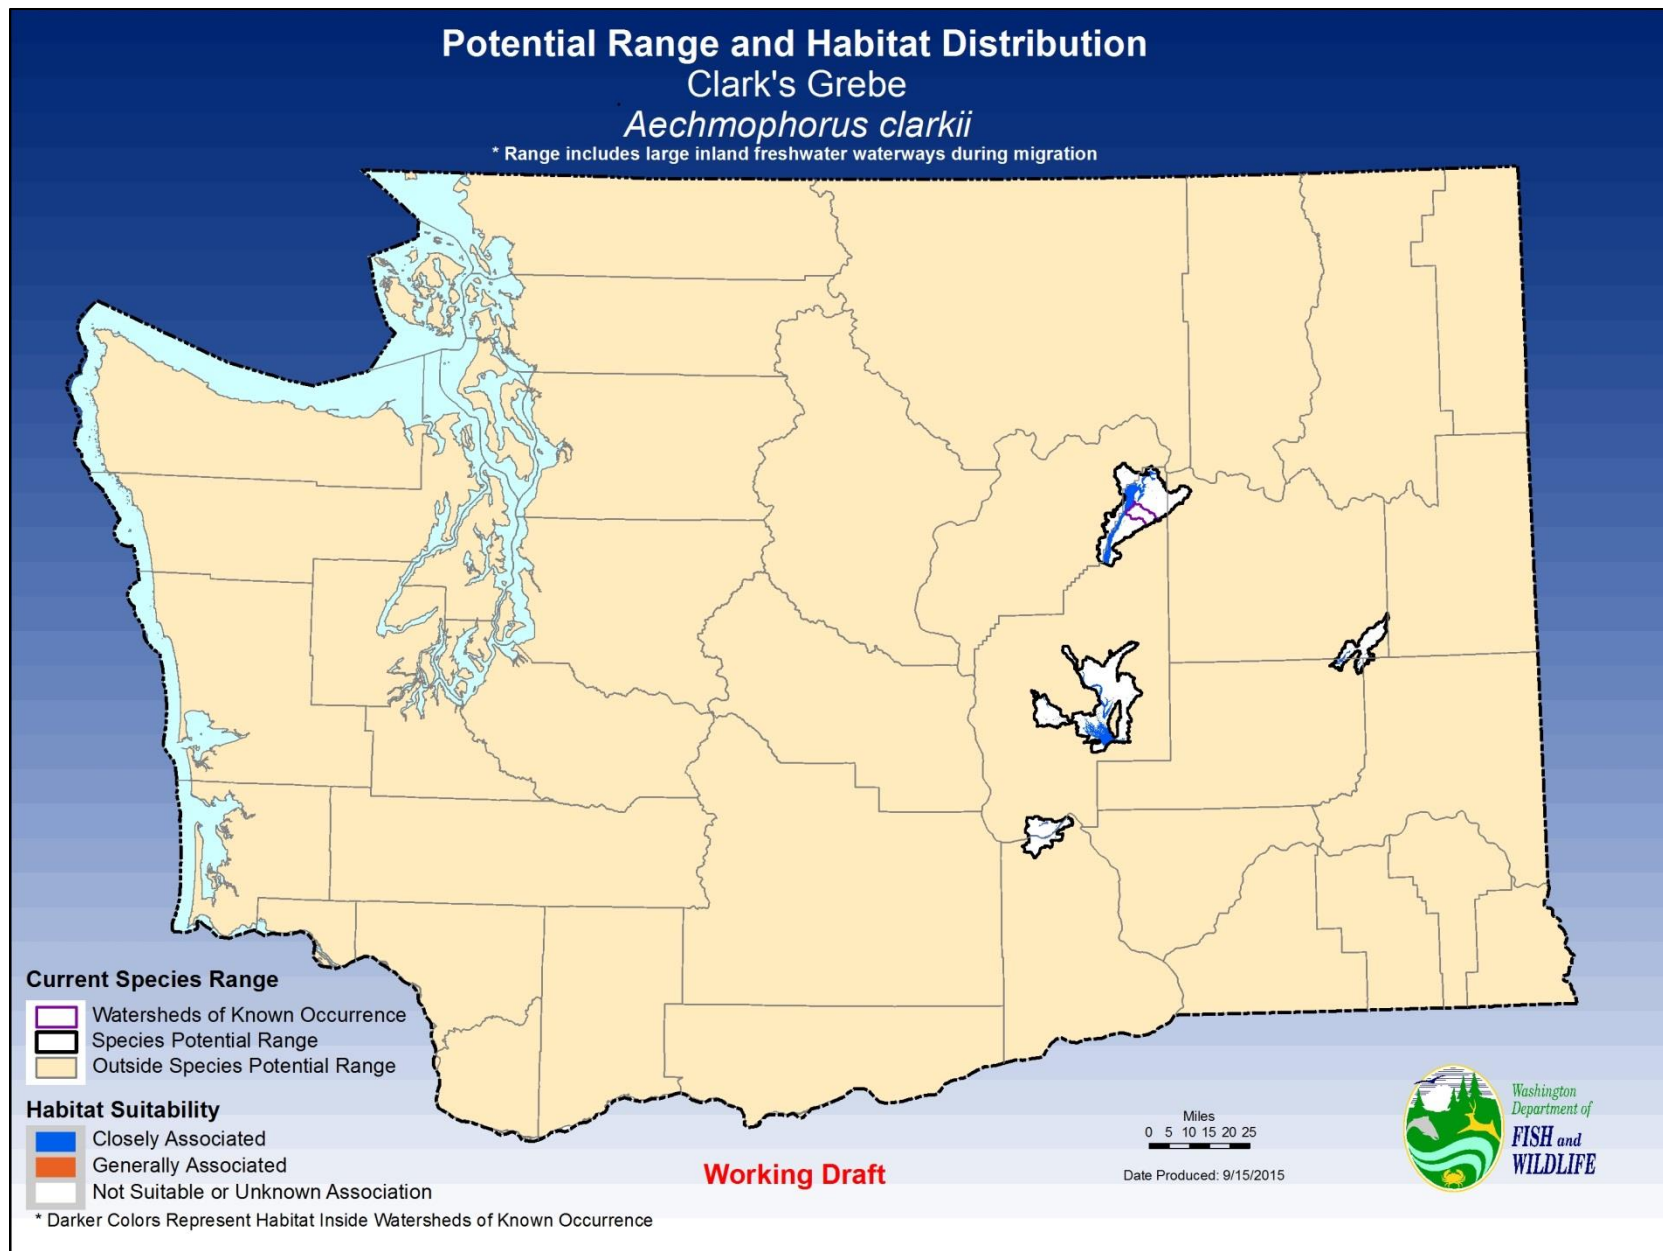 Potential Range and Habitat Distribution
Clark's Grebe
Aechmophorus clarkii
* Range includes large inland freshwater waterways during migration
Current Species Range
Watersheds of Known Occurrence
Species Potential Range
Outside Species Potential Range
Habitat Suitability
Closely Associated
Generally Associated
Not Suitable or Unknown Association
* Darker Colors Represent Habitat Inside Watersheds of Known Occurrence
Working Draft
Miles
0 5 10 15 20 25
Date Produced: 9/15/2015
Washington
Department of
FISH and
WILDLIFE